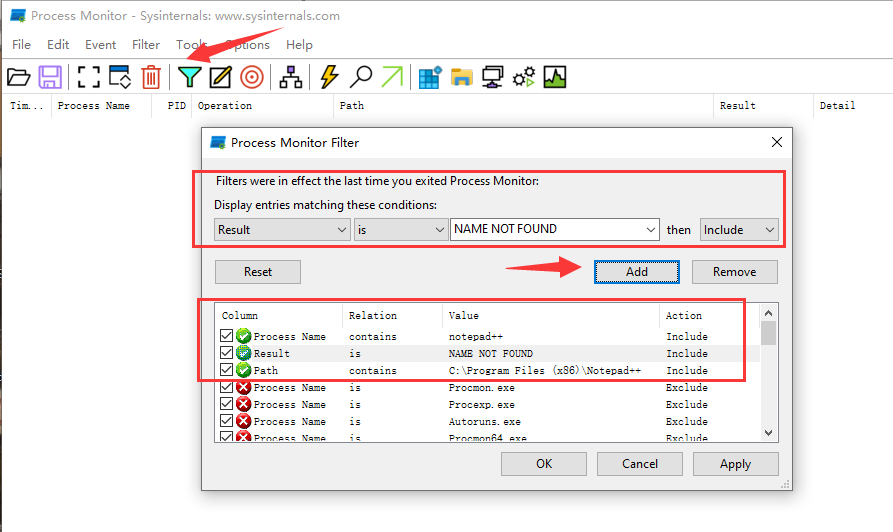 Process Monitor - Sysinternals: www.sysinternals.com
File Edit Event Filter Tools Options Help
Tim... Process Name PID Operation Path Result Detail
Process Monitor Filter
Filters were in effect the last time you exited Process Monitor:
Display entries matching these conditions:
Result is NAME NOT FOUND then Include
Reset Add Remove
Column Relation Value Action
Process Name contains notepad++ Include
Result is NAME NOT FOUND Include
Path contains C:\Program Files (x86)\Notepad++ Include
Process Name is Procmon.exe Exclude
Process Name is Procexp.exe Exclude
Process Name is Autoruns.exe Exclude
Process Name is Procmon64.exe Exclude
OK Cancel Apply